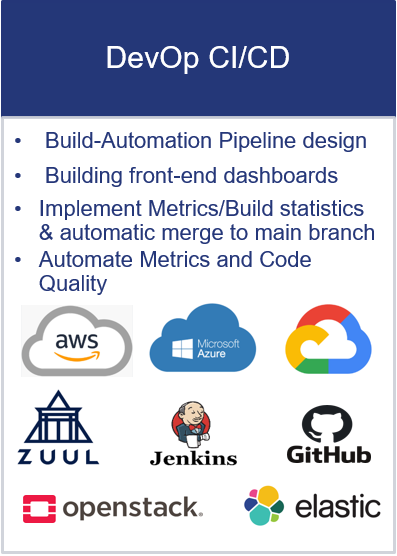 DevOp CI/CD
• Build-Automation Pipeline design
• Building front-end dashboards
• Implement Metrics/Build statistics
& automatic merge to main branch
• Automate Metrics and Code
Quality
aws
Microsoft
Azure
ZUUL
Jenkins
GitHub
openstack.
elastic